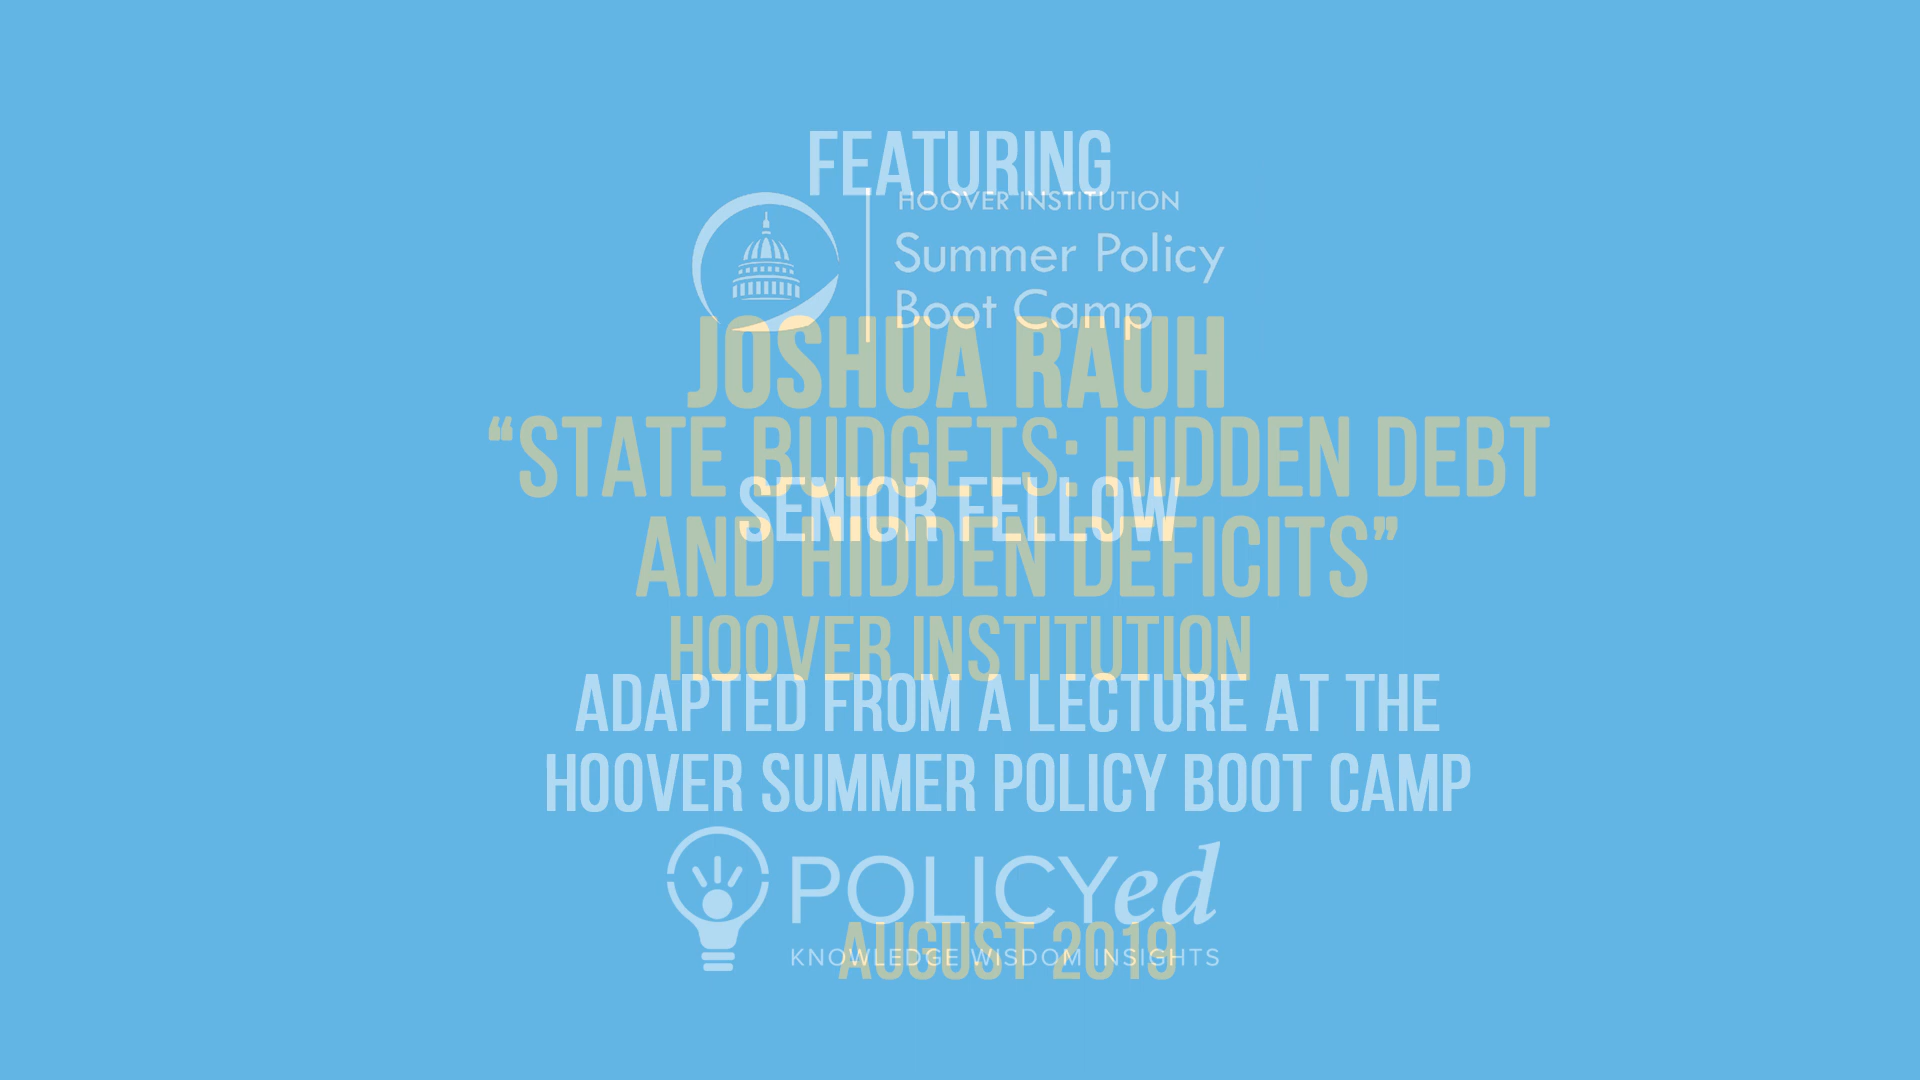 FEATURING
HOOVER INSTITUTION
Summer Policy
Boot Camp
JOSHUA RAUH
“STATE BUDGETS: HIDDEN DEBT
SENIOR FELLOW
AND HIDDEN DEFICITS”
HOOVER INSTITUTION
ADAPTED FROM A LECTURE AT THE
HOOVER SUMMER POLICY BOOT CAMP
POLICYed
AUGUST 2019
KNOWLEDGE WISDOM INSIGHTS